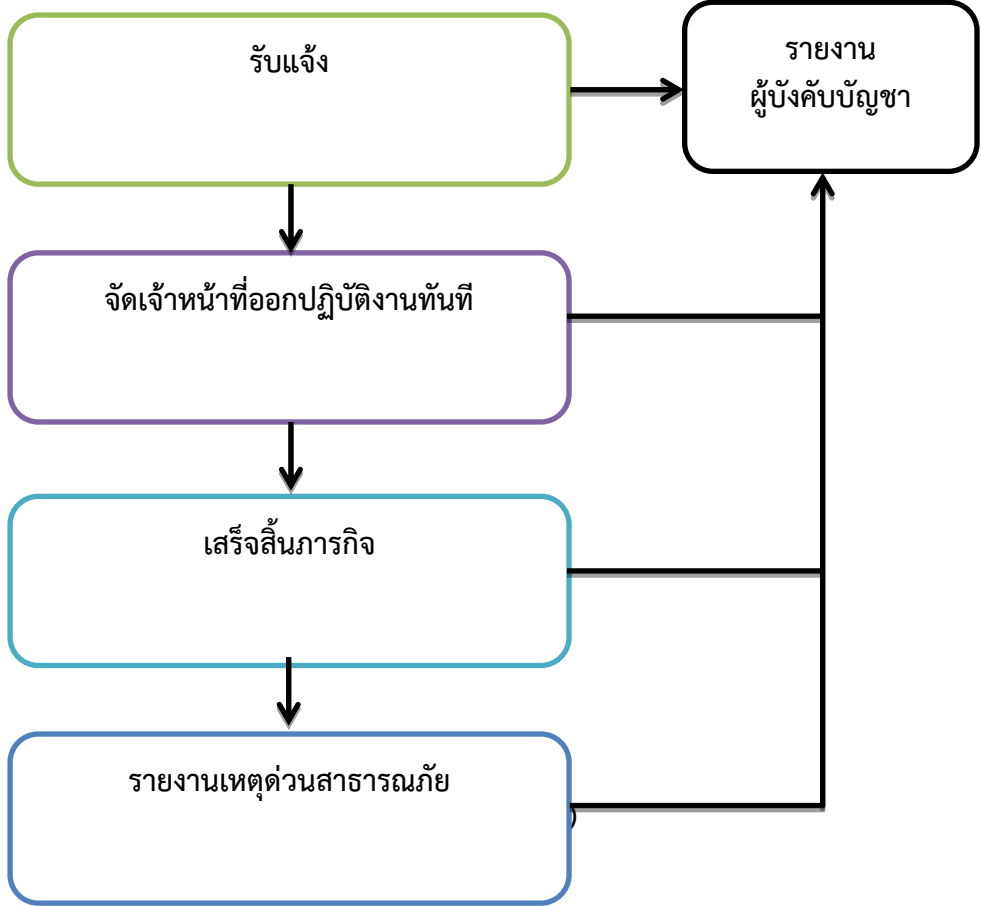 รับแจ้ง
รายงาน
ผู้บังคับบัญชา
จัดเจ้าหน้าที่ออกปฏิบัติงานทันที
เสร็จสิ้นภารกิจ
รายงานเหตุด่วนสาธารณภัย
)